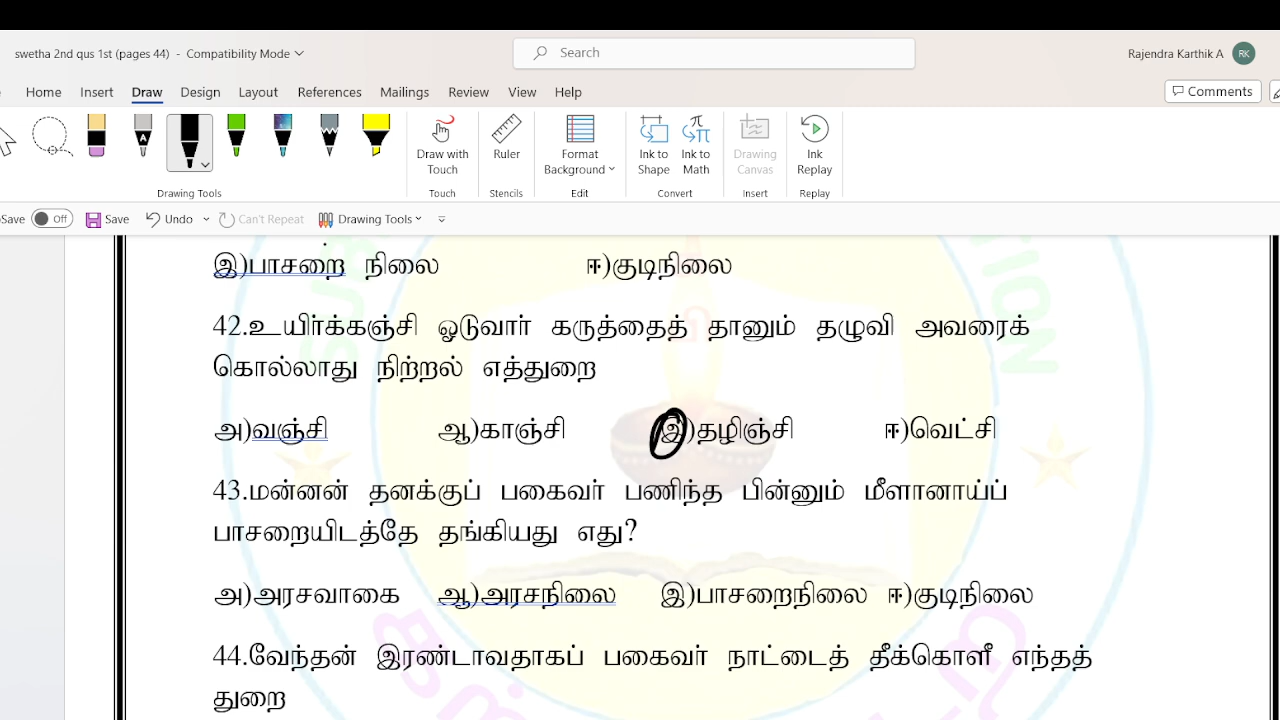 swetha 2nd qus 1st (pages 44) - Compatibility Mode
Search
Rajendra Karthik A RK
Home Insert Draw Design Layout References Mailings Review View Help
Comments
Draw with Touch
Ruler
Format Background
Ink to Shape
Ink to Math
Drawing Canvas
Ink Replay
Drawing Tools Touch Stencils Edit Convert Insert Replay
Save Off Save Undo Can't Repeat Drawing Tools
இ)பாசறை நிலை ஈ)குடிநிலை
42.உயிர்க்கஞ்சி ஓடுவார் கருத்தைத் தானும் தழுவி அவரைக்
கொல்லாது நிற்றல் எத்துறை
அ)வஞ்சி ஆ)காஞ்சி இ)தழிஞ்சி ஈ)வெட்சி
43.மன்னன் தனக்குப் பகைவர் பணிந்த பின்னும் மீளானாய்ப்
பாசறையிடத்தே தங்கியது எது?
அ)அரசவாகை ஆ)அரசநிலை இ)பாசறைநிலை ஈ)குடிநிலை
44.வேந்தன் இரண்டாவதாகப் பகைவர் நாட்டைத் தீக்கொளீ எந்தத்
துறை